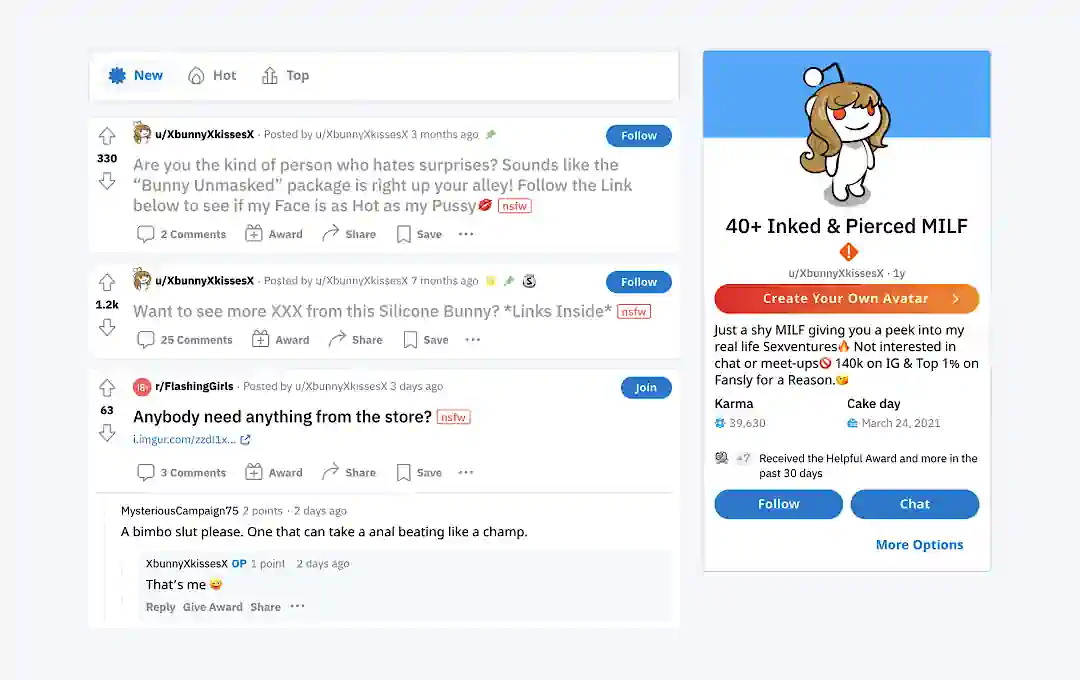 New Hot Top
u/XbunnyXkissesX · Posted by u/XbunnyXkissesX 3 months ago
Follow
330
Are you the kind of person who hates surprises? Sounds like the
“Bunny Unmasked” package is right up your alley! Follow the Link
below to see if my Face is as Hot as my Pussy💋 nsfw
2 Comments Award Share Save ···
u/XbunnyXkissesX · Posted by u/XbunnyXkissesX 7 months ago
Follow
1.2k
Want to see more XXX from this Silicone Bunny? *Links Inside* nsfw
25 Comments Award Share Save ···
18+ r/FlashingGirls · Posted by u/XbunnyXkissesX 3 days ago
Join
63
Anybody need anything from the store? nsfw
i.imgur.com/zzdI1x...
3 Comments Award Share Save ···
MysteriousCampaign75 2 points · 2 days ago
A bimbo slut please. One that can take a anal beating like a champ.
XbunnyXkissesX OP 1 point 2 days ago
That’s me 😜
Reply Give Award Share ···
40+ Inked & Pierced MILF
u/XbunnyXkissesX · 1y
Create Your Own Avatar >
Just a shy MILF giving you a peek into my
real life Sexventures🔥 Not interested in
chat or meet-ups🚫 140k on IG & Top 1% on
Fansly for a Reason.😘
Karma Cake day
39,630 March 24, 2021
+7 Received the Helpful Award and more in the
past 30 days
Follow Chat
More Options